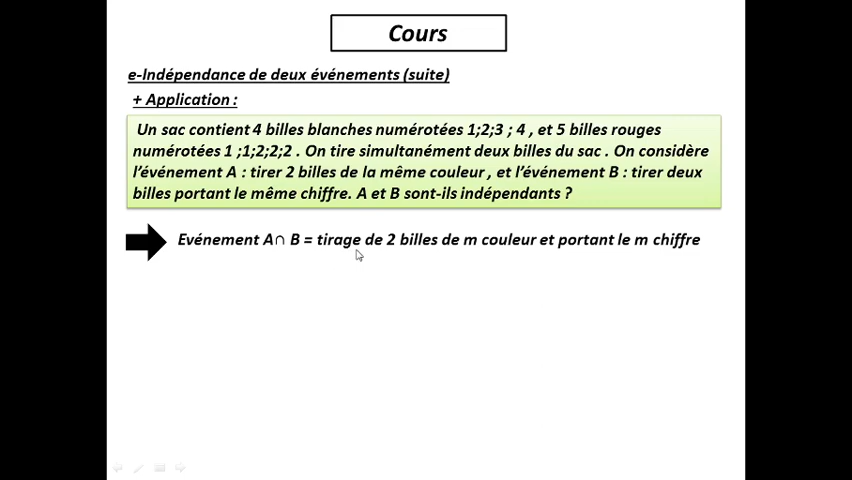 Cours
e-Indépendance de deux événements (suite)
+ Application :
Un sac contient 4 billes blanches numérotées 1;2;3 ; 4 , et 5 billes rouges
numérotées 1 ;1;2;2;2 . On tire simultanément deux billes du sac . On considère
l’événement A : tirer 2 billes de la même couleur , et l’événement B : tirer deux
billes portant le même chiffre. A et B sont-ils indépendants ?
Evénement A∩ B = tirage de 2 billes de m couleur et portant le m chiffre